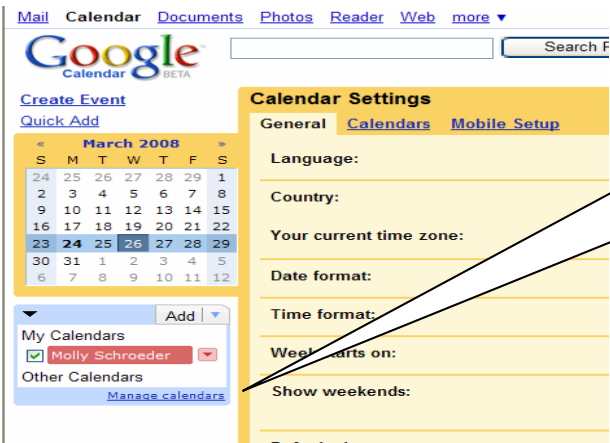 Mail Calendar Documents Photos Reader Web more ▼
Google
Calendar BETA
Search
Create Event
Quick Add
« March 2008 »
S M T W T F S
24 25 26 27 28 29 1
2 3 4 5 6 7 8
9 10 11 12 13 14 15
16 17 18 19 20 21 22
23 24 25 26 27 28 29
30 31 1 2 3 4 5
6 7 8 9 10 11 12
Add
My Calendars
Molly Schroeder
Other Calendars
Manage calendars
Calendar Settings
General Calendars Mobile Setup
Language:
Country:
Your current time zone:
Date format:
Time format:
Week starts on:
Show weekends: